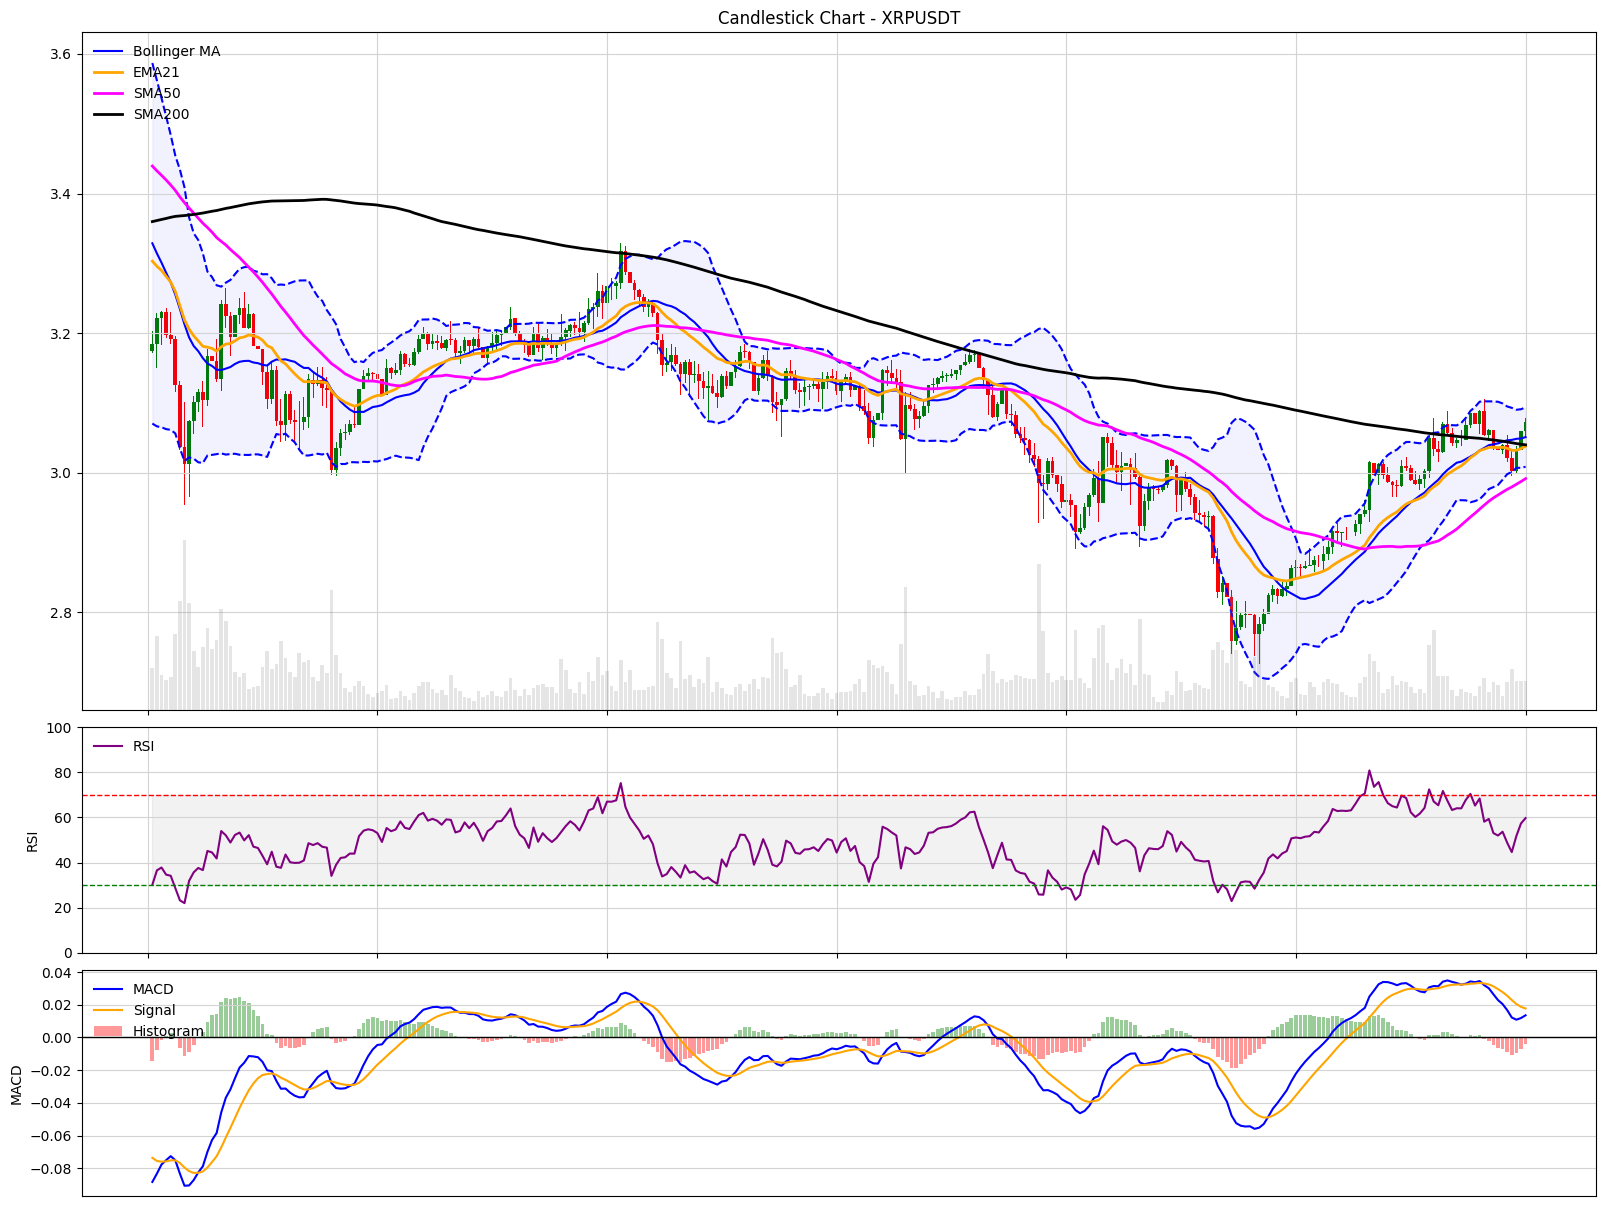 Candlestick Chart - XRPUSDT
Bollinger MA
EMA21
SMA50
SMA200
3.6
3.4
3.2
3.0
2.8
RSI
100
80
60
40
20
0
RSI
MACD
Signal
Histogram
0.04
0.02
0.00
−0.02
−0.04
−0.06
−0.08
MACD